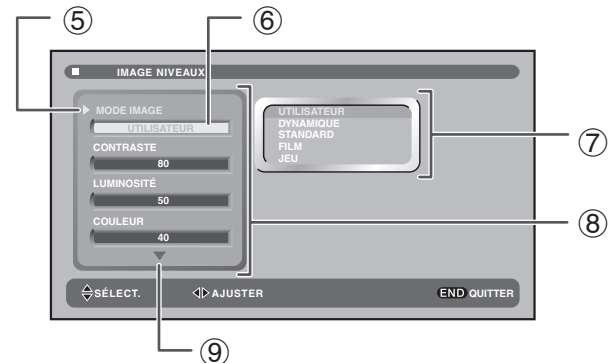 ⑤
⑥
IMAGE NIVEAUX
MODE IMAGE
UTILISATEUR
CONTRASTE
80
LUMINOSITÉ
50
COULEUR
40
UTILISATEUR
DYNAMIQUE
STANDARD
FILM
JEU
⑦
⑧
SÉLECT. AJUSTER END QUITTER
⑨